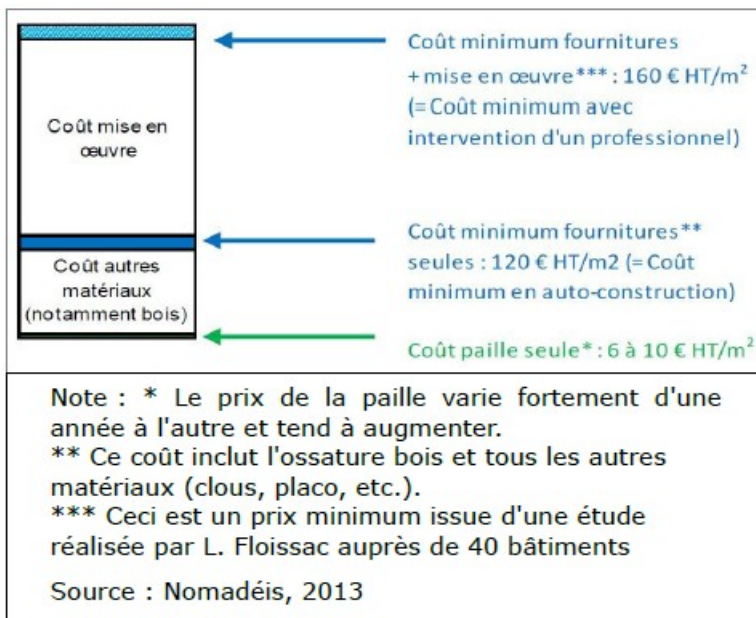 Coût minimum fournitures
+ mise en œuvre*** : 160 € HT/m²
(= Coût minimum avec
intervention d'un professionnel)
Coût mise en
œuvre
Coût minimum fournitures**
seules : 120 € HT/m2 (= Coût
minimum en auto-construction)
Coût autres
matériaux
(notamment bois)
Coût paille seule* : 6 à 10 € HT/m²
Note : * Le prix de la paille varie fortement d'une
année à l'autre et tend à augmenter.
** Ce coût inclut l'ossature bois et tous les autres
matériaux (clous, placo, etc.).
*** Ceci est un prix minimum issue d'une étude
réalisée par L. Floissac auprès de 40 bâtiments
Source : Nomadéis, 2013